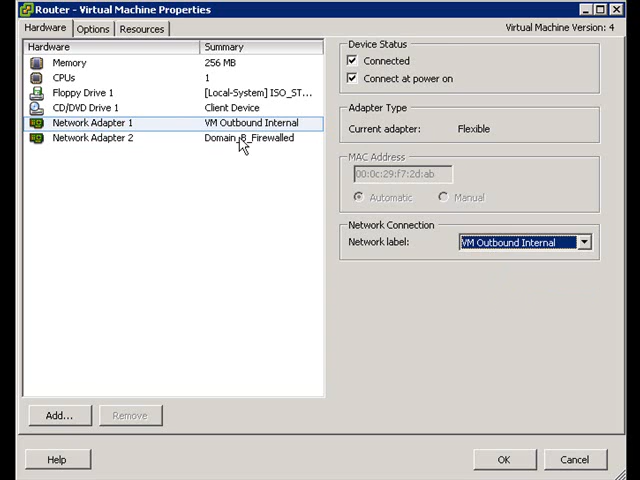 Router - Virtual Machine Properties
Hardware Options Resources
Virtual Machine Version: 4
Hardware Summary
Memory 256 MB
CPUs 1
Floppy Drive 1 [Local-System] ISO_ST...
CD/DVD Drive 1 Client Device
Network Adapter 1 VM Outbound Internal
Network Adapter 2 Domain_B_Firewalled
Device Status
Connected
Connect at power on
Adapter Type
Current adapter: Flexible
MAC Address
00:0c:29:f7:2d:ab
Automatic Manual
Network Connection
Network label: VM Outbound Internal
Add... Remove
Help OK Cancel